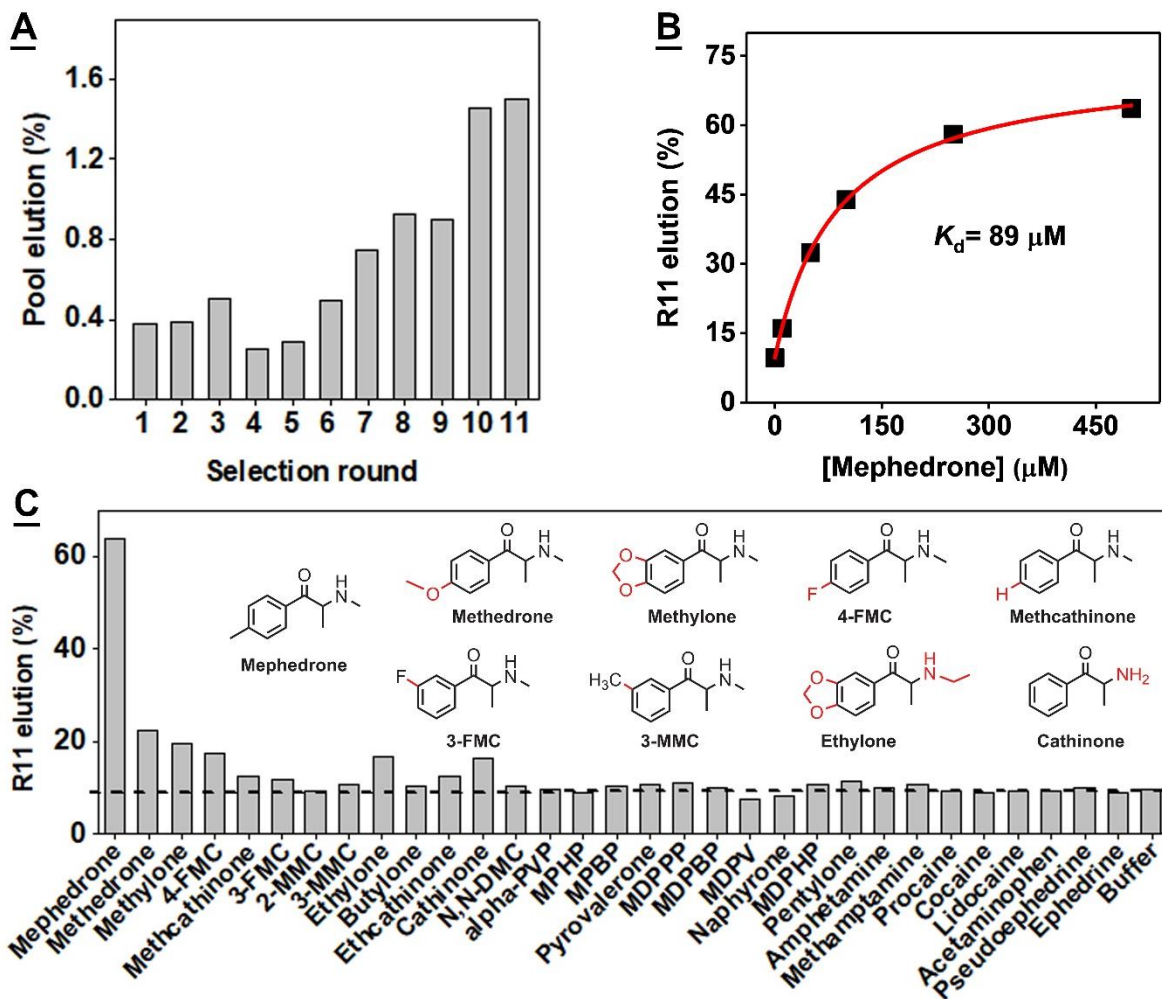 A
Pool elution (%)
1.6
1.2
0.8
0.4
0.0
1 2 3 4 5 6 7 8 9 10 11
Selection round
B
R11 elution (%)
75
60
45
30
15
0
Kd= 89 μM
0 150 300 450
[Mephedrone] (μM)
C
R11 elution (%)
60
40
20
0
O
H
N
Mephedrone
O
H
N
O
Methedrone
O
H
N
O
O
Methylone
O
H
N
F
4-FMC
O
H
N
H
Methcathinone
O
H
N
F
3-FMC
O
H
N
H3C
3-MMC
O
H
N
O
O
Ethylone
O
NH2
Cathinone
Mephedrone
Methedrone
Methylone
4-FMC
Methcathinone
3-FMC
2-MMC
3-MMC
Ethylone
Butylone
Ethcathinone
Cathinone
N,N-DMC
alpha-PVP
MPHP
MPBP
Pyrovalerone
MDPPP
MDPBP
MDPV
Naphyrone
MDPHP
Pentylone
Amphetamine
Methamptamine
Procaine
Cocaine
Lidocaine
Acetaminophen
Pseudoephedrine
Ephedrine
Buffer